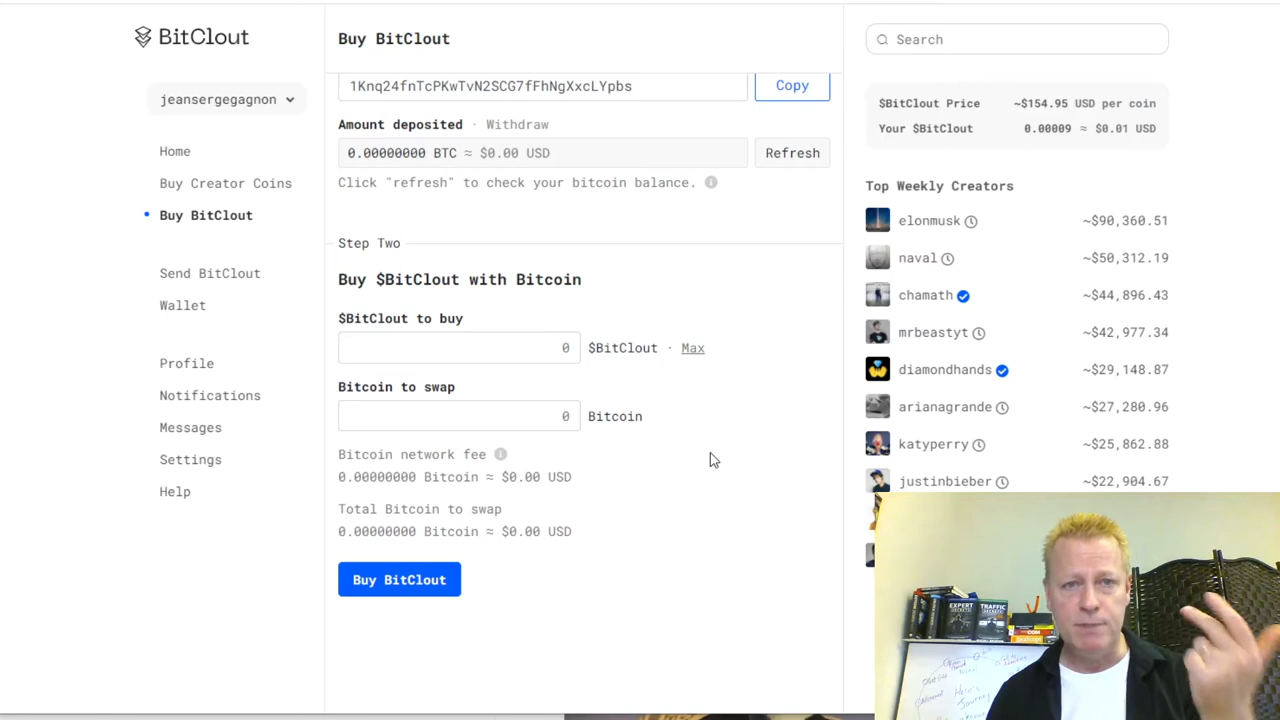 BitClout
jeansergegagnon
Home
Buy Creator Coins
Buy BitClout
Send BitClout
Wallet
Profile
Notifications
Messages
Settings
Help
Buy BitClout
1Knq24fnTcPKwTvN2SCG7fFhNgXxcLYpbs
Copy
Amount deposited · Withdraw
0.00000000 BTC ≈ $0.00 USD
Refresh
Click "refresh" to check your bitcoin balance.
Step Two
Buy $BitClout with Bitcoin
$BitClout to buy
0 $BitClout · Max
Bitcoin to swap
0 Bitcoin
Bitcoin network fee
0.00000000 Bitcoin ≈ $0.00 USD
Total Bitcoin to swap
0.00000000 Bitcoin ≈ $0.00 USD
Buy BitClout
Search
$BitClout Price ~$154.95 USD per coin
Your $BitClout 0.00009 ≈ $0.01 USD
Top Weekly Creators
elonmusk ~$90,360.51
naval ~$50,312.19
chamath ~$44,896.43
mrbeastyt ~$42,977.34
diamondhands ~$29,148.87
arianagrande ~$27,280.96
katyperry ~$25,862.88
justinbieber ~$22,904.67
EXPERT
SECRETS
TRAFFIC
SECRETS